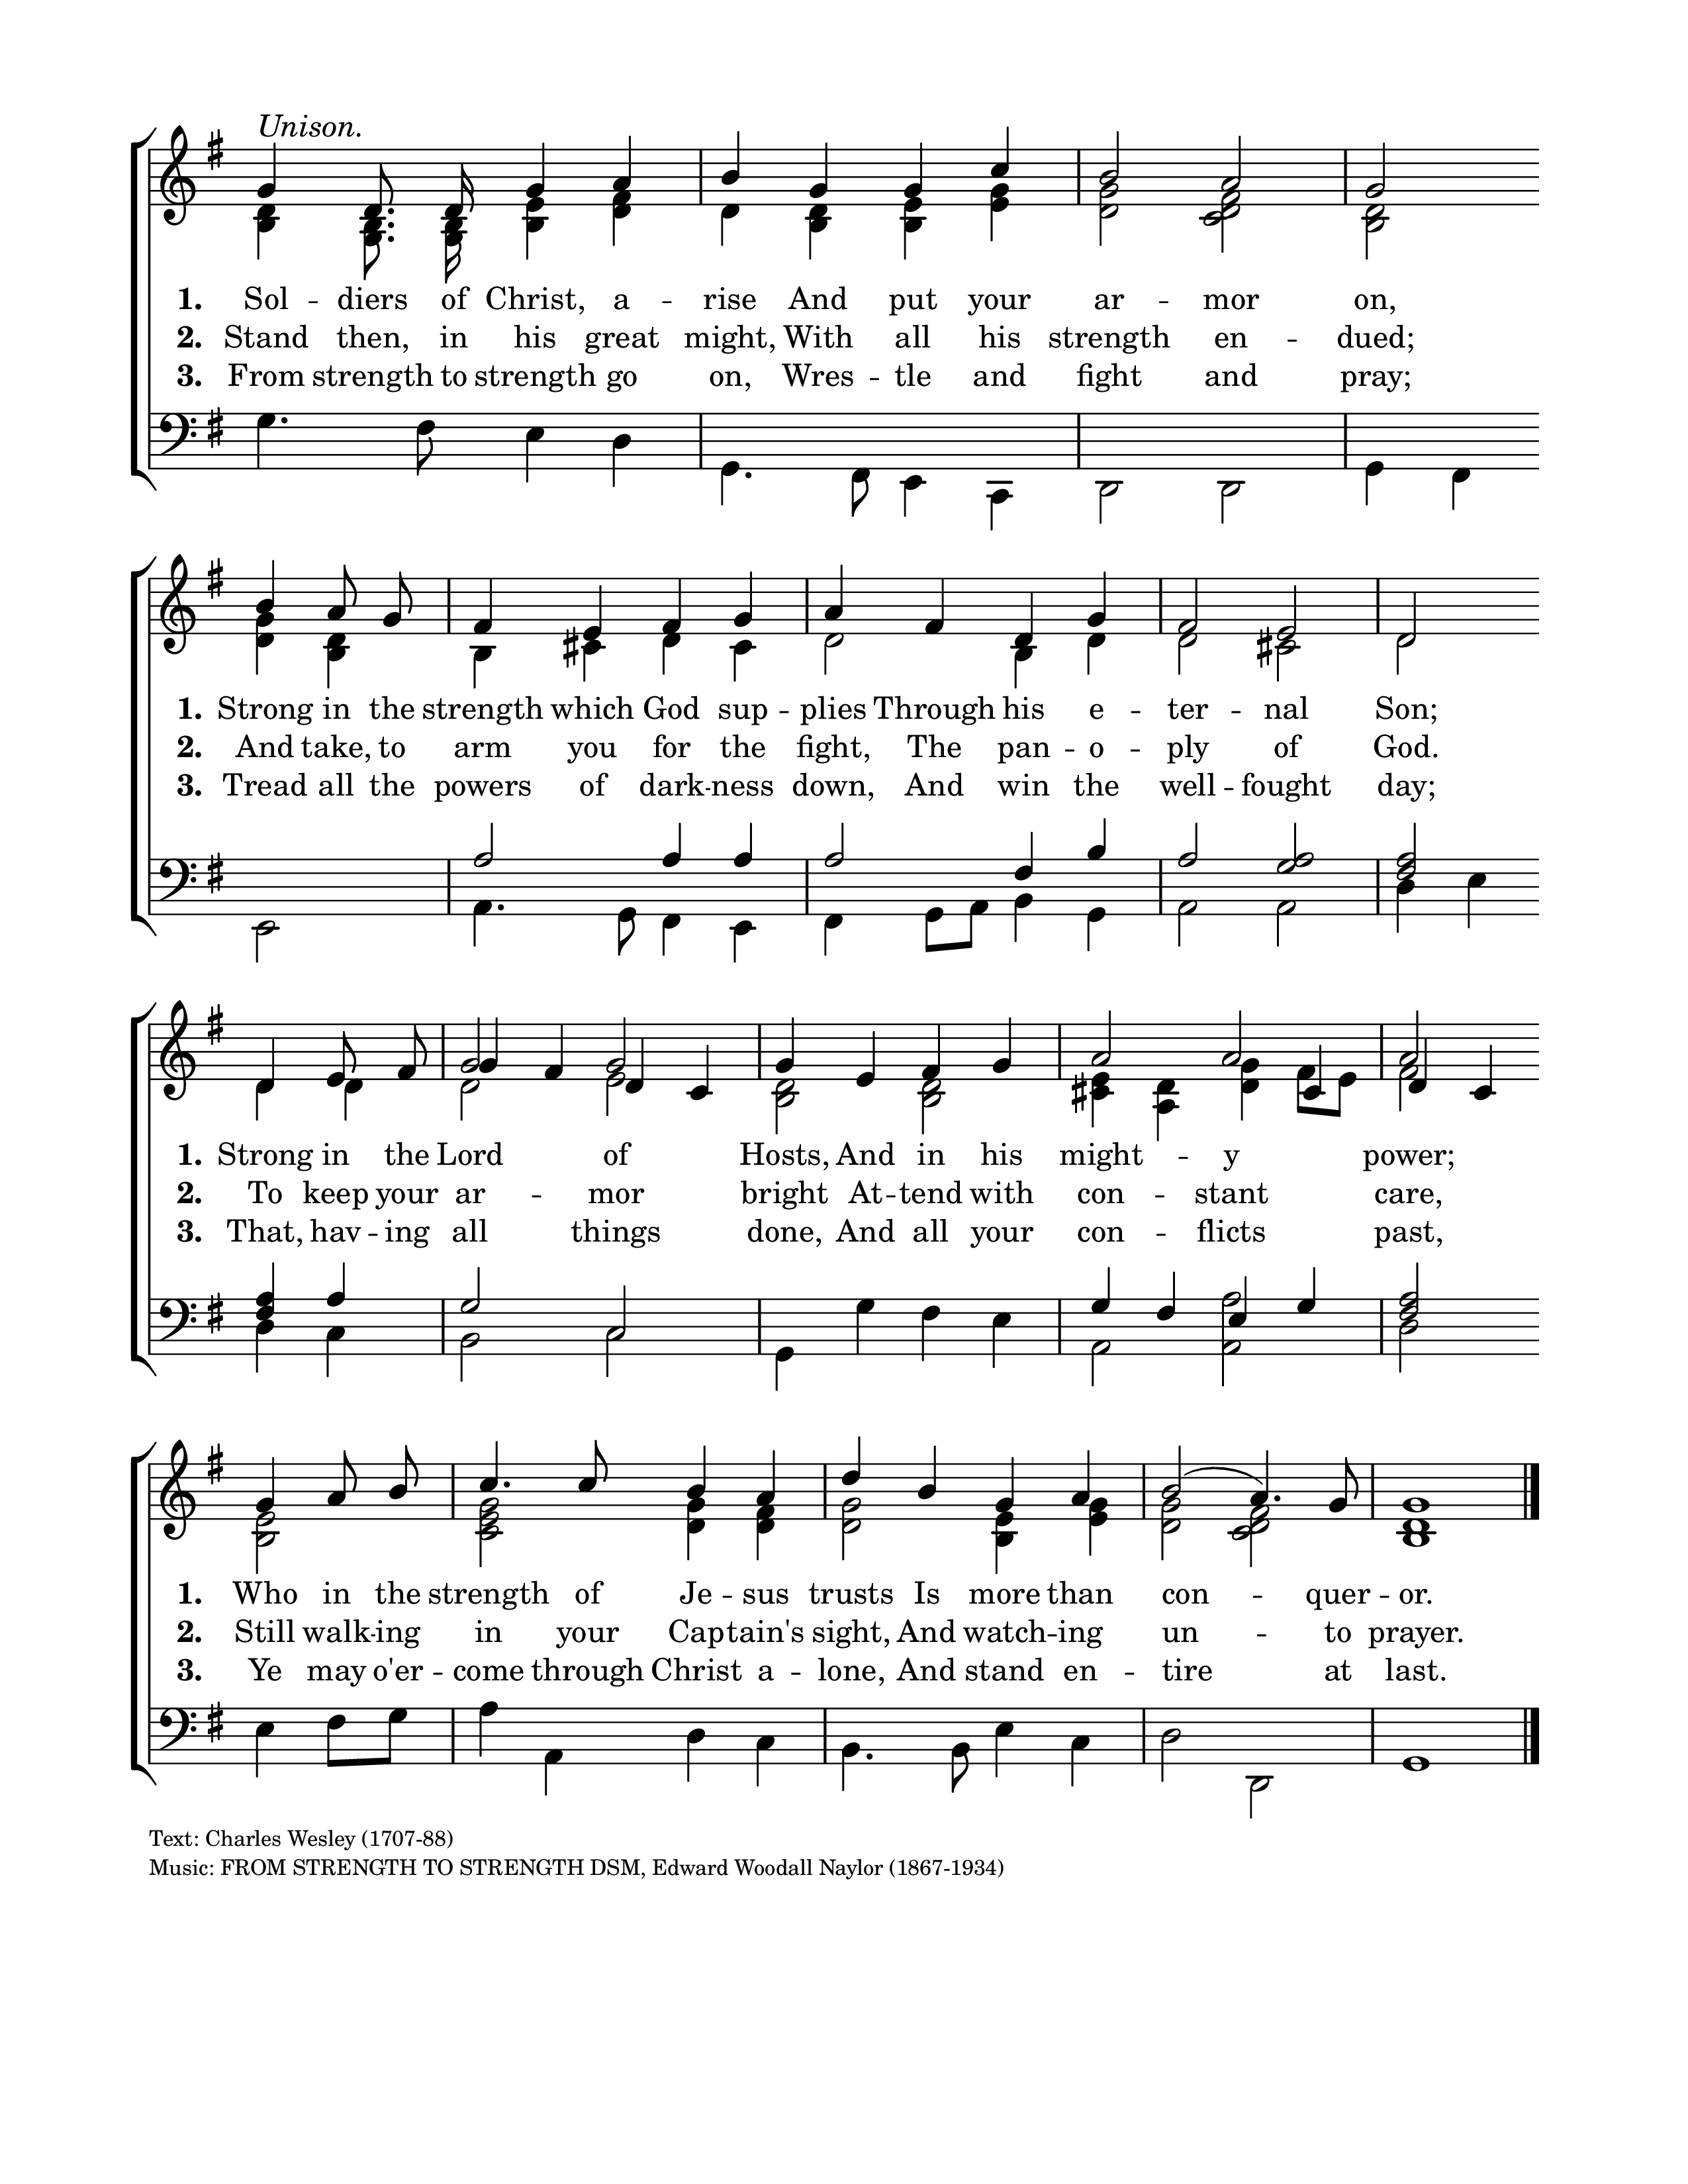 Unison.
1. Sol -- diers of Christ, a -- rise And put your ar -- mor on,
2. Stand then, in his great might, With all his strength en -- dued;
3. From strength to strength go on, Wres -- tle and fight and pray;
1. Strong in the strength which God sup -- plies Through his e -- ter -- nal Son;
2. And take, to arm you for the fight, The pan -- o -- ply of God.
3. Tread all the powers of dark -- ness down, And win the well -- fought day;
1. Strong in the Lord of Hosts, And in his might -- y power;
2. To keep your ar -- mor bright At -- tend with con -- stant care,
3. That, hav -- ing all things done, And all your con -- flicts past,
1. Who in the strength of Je -- sus trusts Is more than con -- quer -- or.
2. Still walk -- ing in your Cap -- tain's sight, And watch -- ing un -- to prayer.
3. Ye may o'er -- come through Christ a -- lone, And stand en -- tire at last.
Text: Charles Wesley (1707-88)
Music: FROM STRENGTH TO STRENGTH DSM, Edward Woodall Naylor (1867-1934)